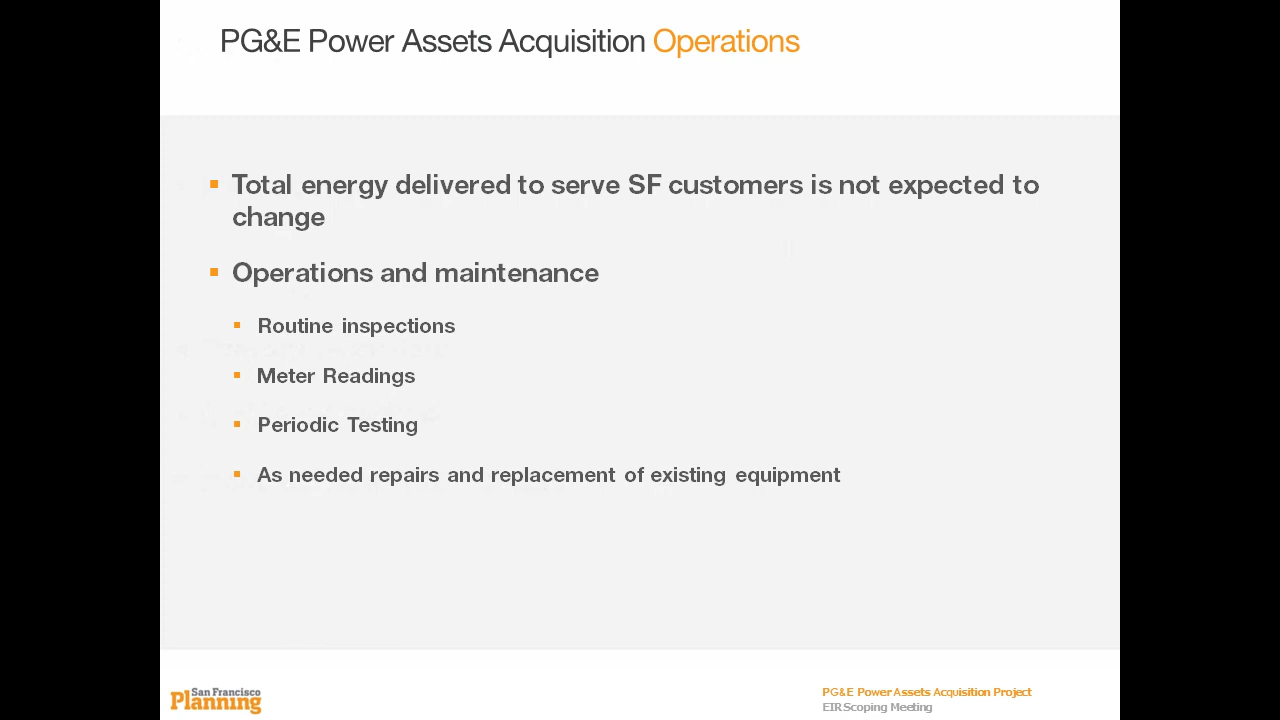 PG&E Power Assets Acquisition Operations
Total energy delivered to serve SF customers is not expected to
change
Operations and maintenance
Routine inspections
Meter Readings
Periodic Testing
As needed repairs and replacement of existing equipment
San Francisco
Planning
PG&E Power Assets Acquisition Project
EIR Scoping Meeting